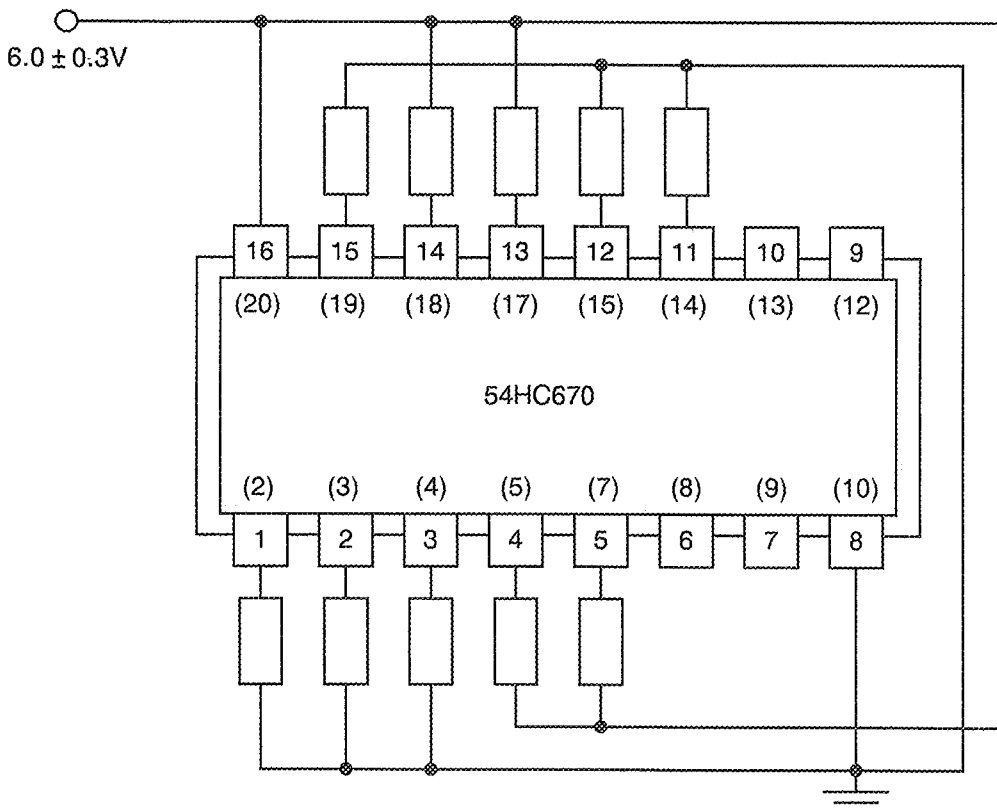 6.0 ± 0.3V
16 15 14 13 12 11 10 9
(20) (19) (18) (17) (15) (14) (13) (12)
54HC670
(2) (3) (4) (5) (7) (8) (9) (10)
1 2 3 4 5 6 7 8